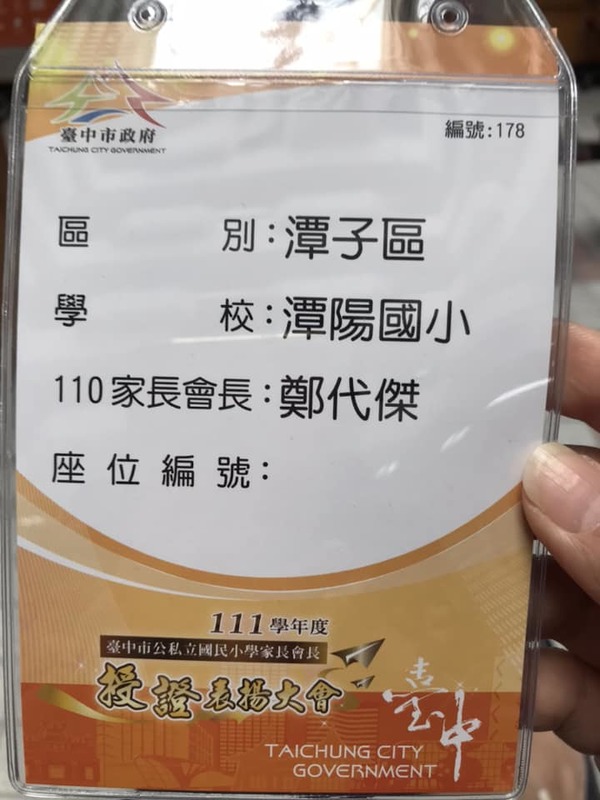 臺中市政府
TAICHUNG CITY GOVERNMENT
編號:178
區 別:潭子區
學 校:潭陽國小
110家長會長:鄭代傑
座位編號:
111學年度
臺中市公私立國民小學家長會長
授證表揚大會
臺中
TAICHUNG CITY
GOVERNMENT